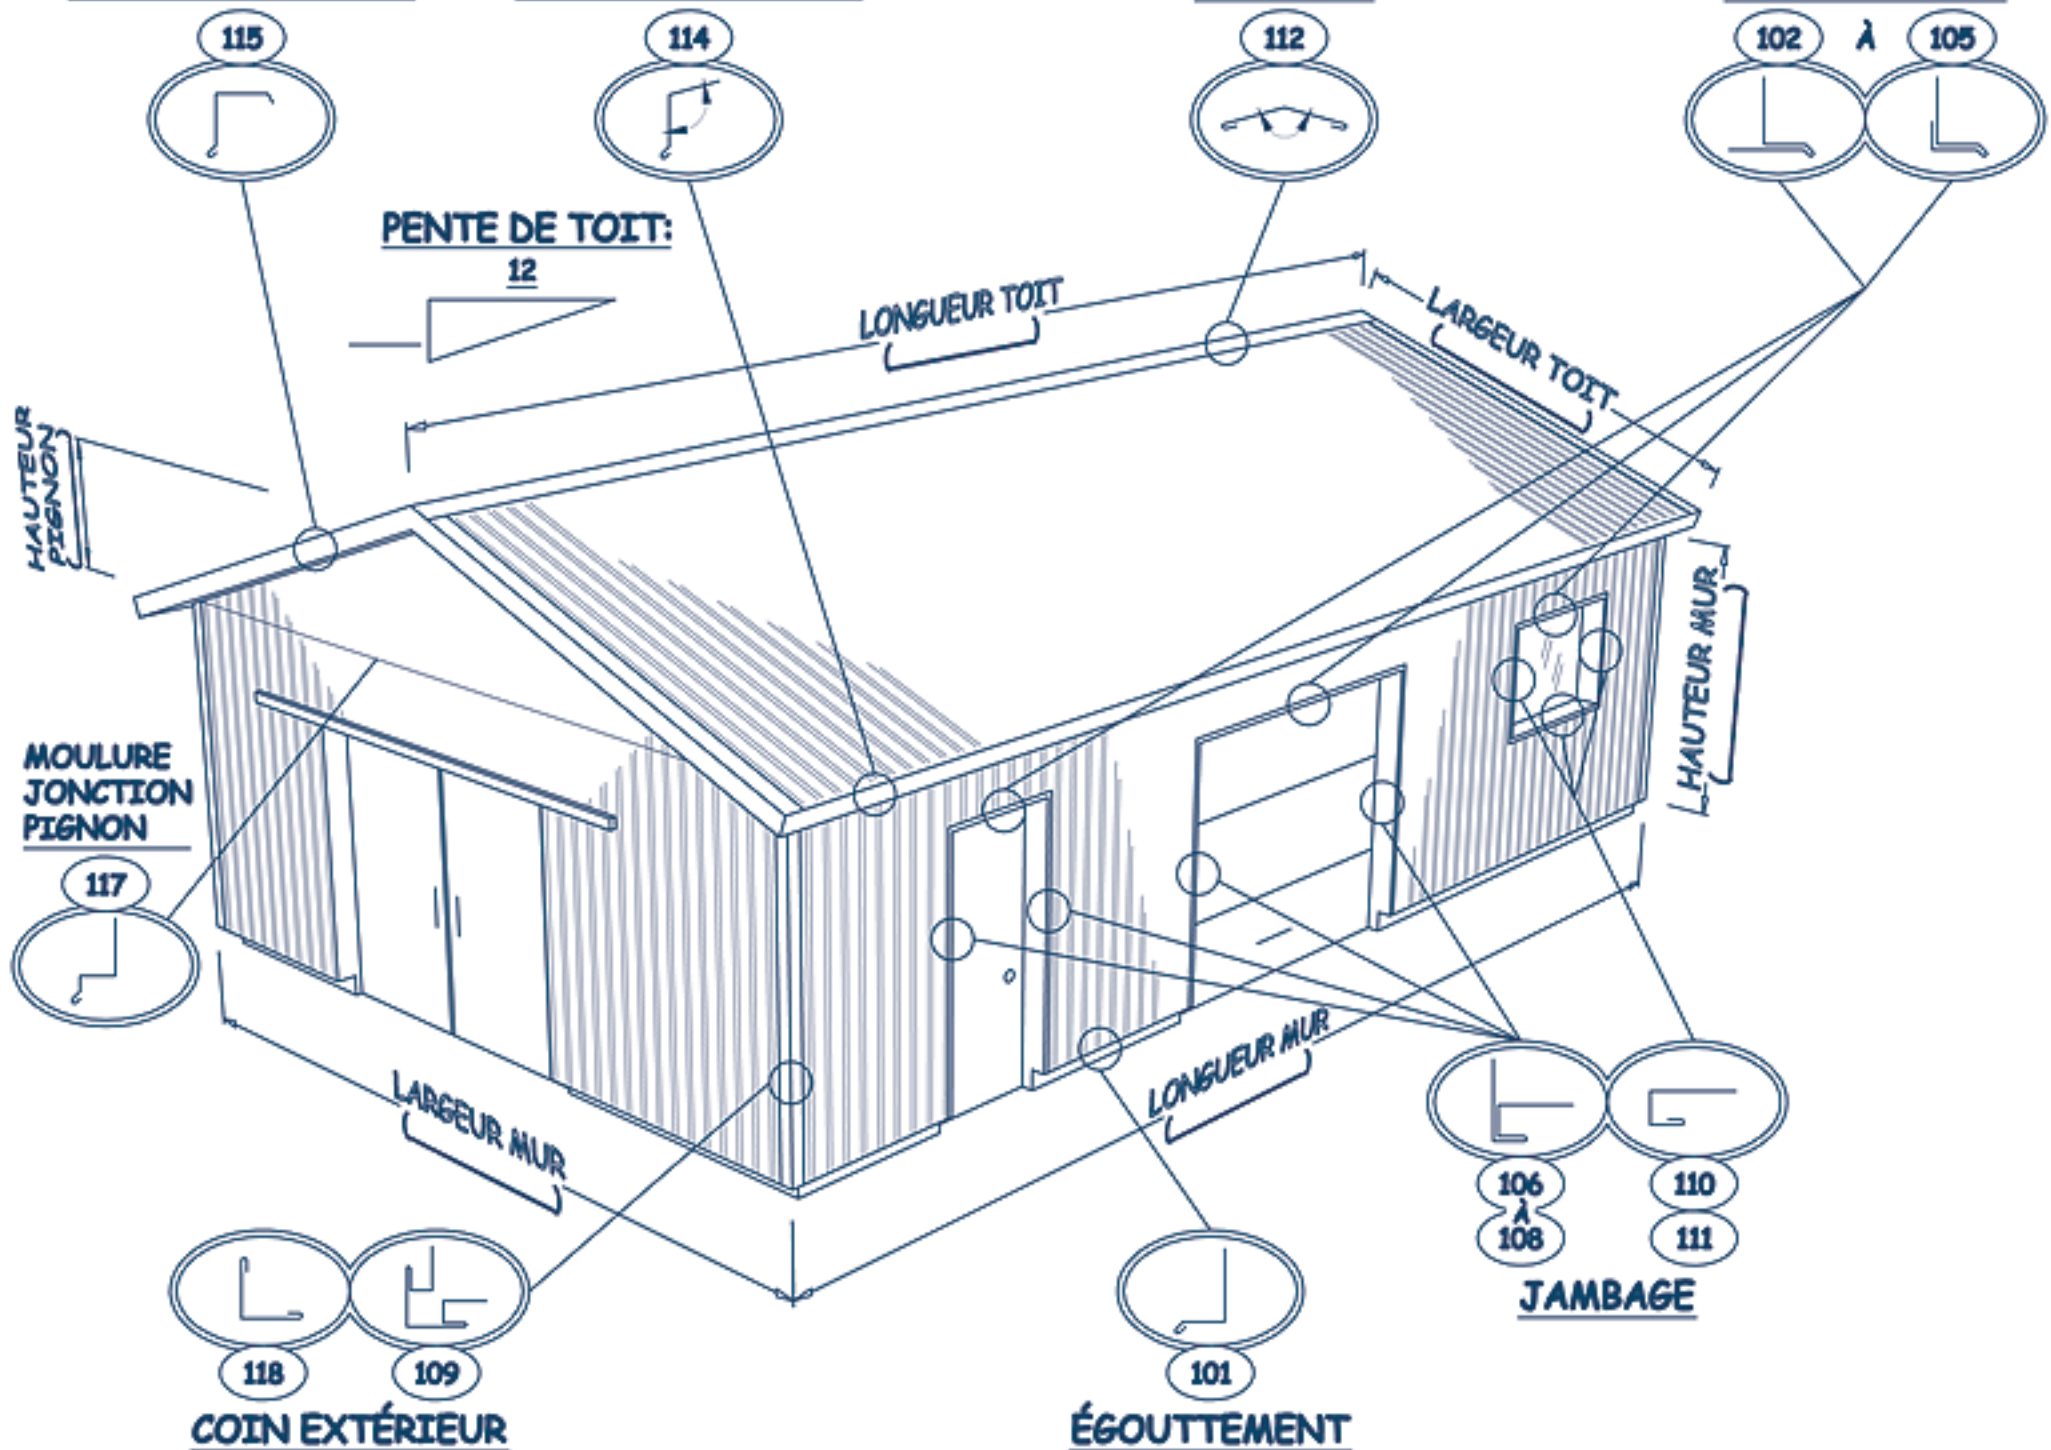 115
114
112
102 À 105
PENTE DE TOIT:
12
LONGUEUR TOIT
LARGEUR TOIT
HAUTEUR
PIGNON
HAUTEUR MUR
MOULURE
JONCTION
PIGNON
117
LARGEUR MUR
LONGUEUR MUR
106
À
108
110
111
JAMBAGE
118
109
COIN EXTÉRIEUR
101
ÉGOUTTEMENT